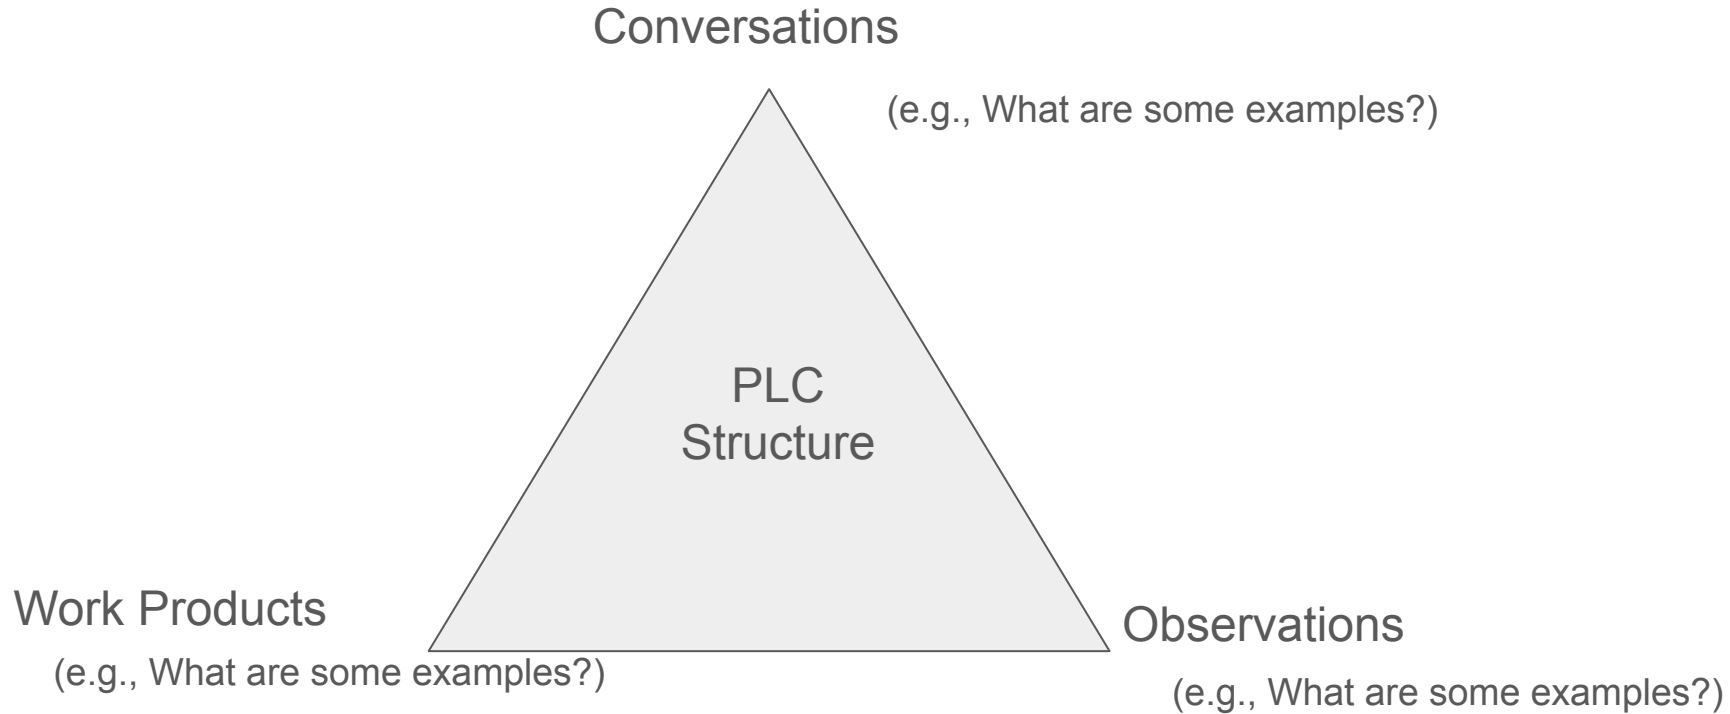 Conversations
(e.g., What are some examples?)
PLC
Structure
Work Products
(e.g., What are some examples?)
Observations
(e.g., What are some examples?)